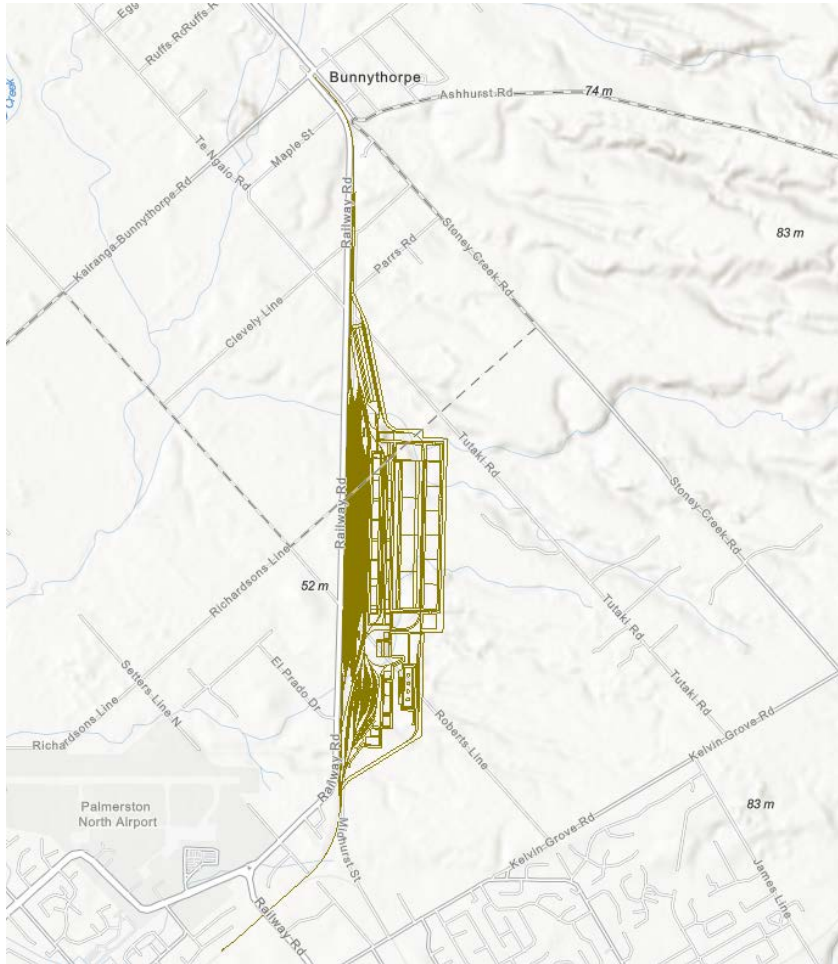 Egg
Ruffs Rd
Ruffs R
Creek
Bunnythorpe
Ashhurst Rd
74 m
Te Ngaio Rd
Maple St
Kairanga Bunnythorpe Rd
Railway Rd
Stoney Creek Rd
83 m
Parrs Rd
Clevely Line
Tutaki Rd
Railway Rd
Stoney Creek Rd
Richardsons Line
52 m
Tutaki Rd
El Prado Dr
Setters Line N
Tutaki Rd
Roberts Line
Richardsons Line
Railway Rd
Kelvin Grove Rd
Palmerston
North Airport
83 m
Midhurst St
Kelvin Grove Rd
James Line
Railway Rd